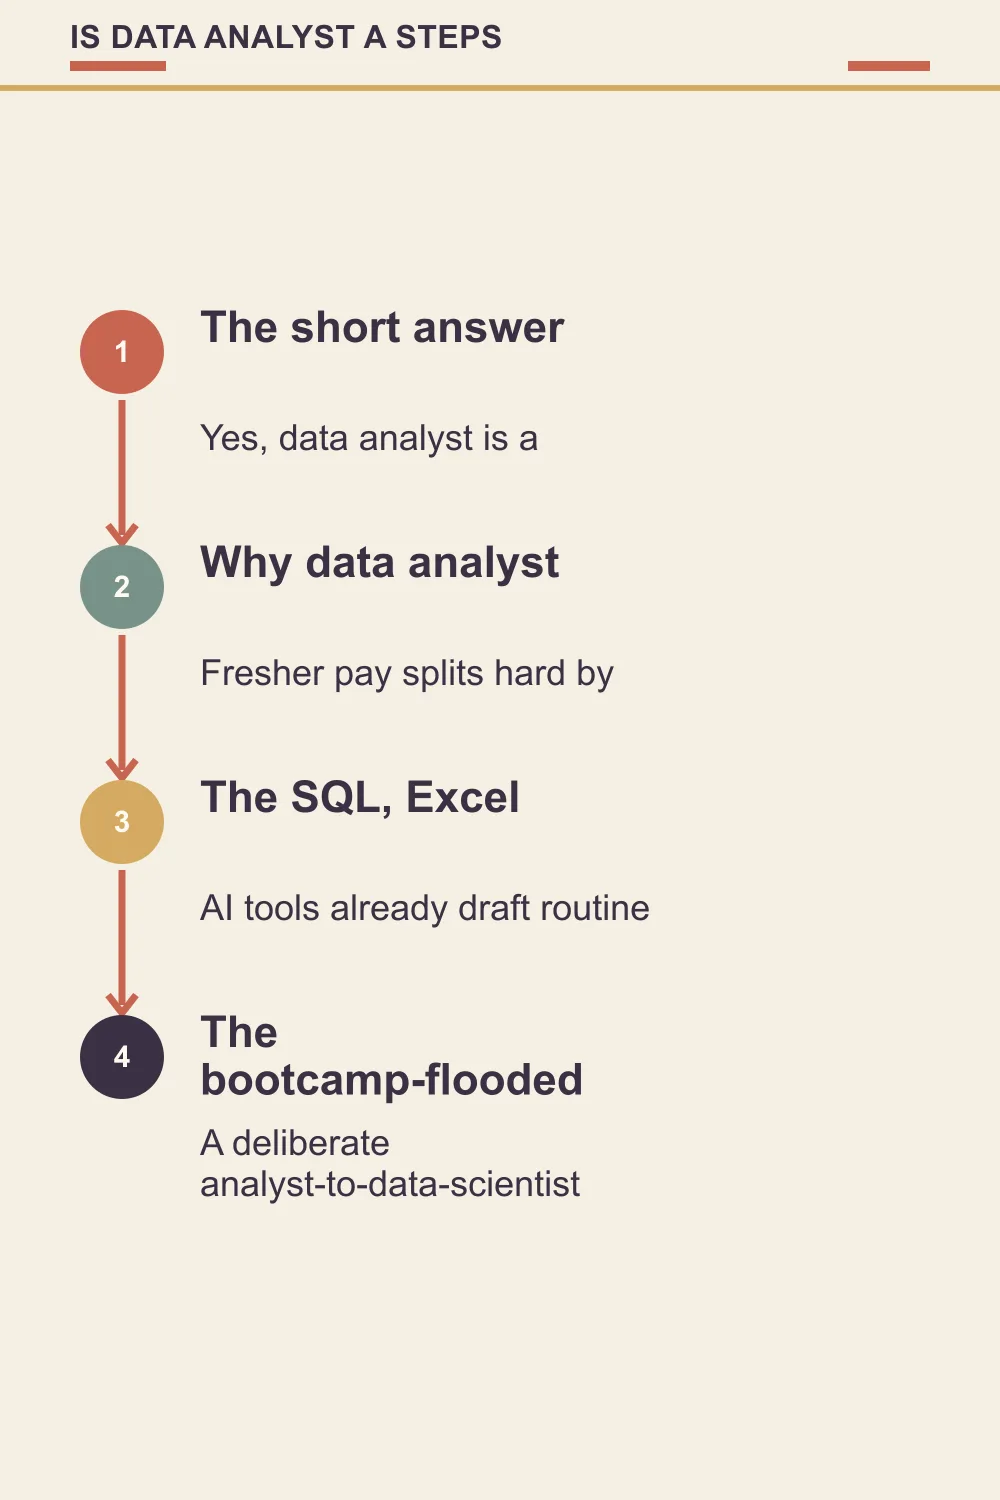 IS DATA ANALYST A STEPS
1
The short answer
Yes, data analyst is a
2
Why data analyst
Fresher pay splits hard by
3
The SQL, Excel
AI tools already draft routine
4
The
bootcamp-flooded
A deliberate
analyst-to-data-scientist